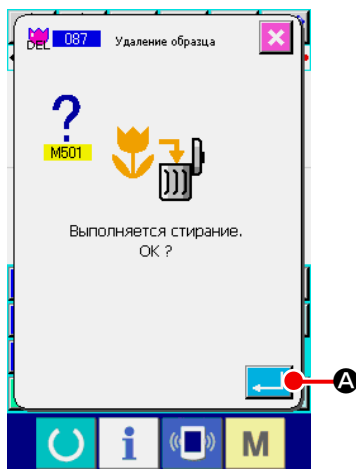 DEL 087 Удаление образца
?
M501
Выполняется стирание.
OK ?
A
i M